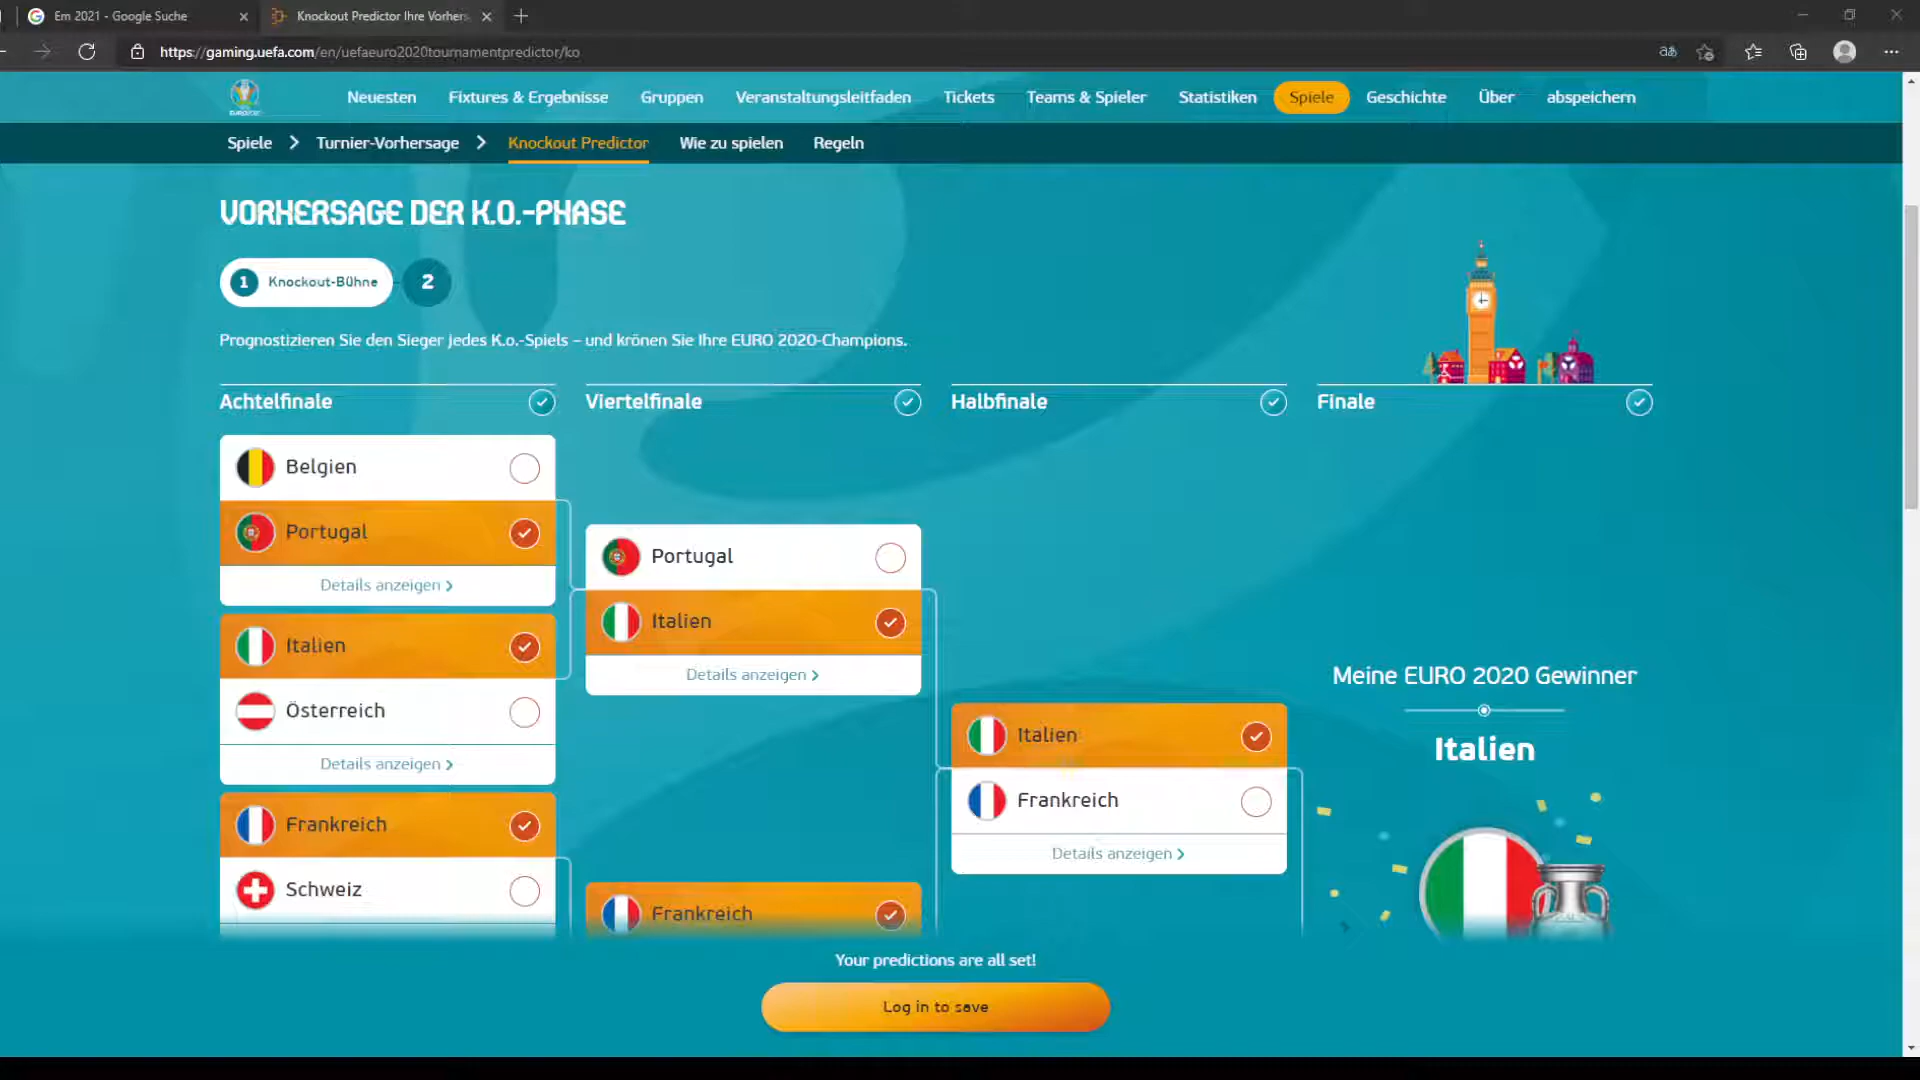 Em 2021 - Google Suche
Knockout Predictor Ihre Vorhers
https://gaming.uefa.com/en/uefaeuro2020tournamentpredictor/ko
Neuesten Fixtures & Ergebnisse Gruppen Veranstaltungsleitfaden Tickets Teams & Spieler Statistiken Spiele Geschichte Über abspeichern
Spiele Turnier-Vorhersage Knockout Predictor Wie zu spielen Regeln
VORHERSAGE DER K.O.-PHASE
1 Knockout-Bühne 2
Prognostizieren Sie den Sieger jedes K.o.-Spiels – und krönen Sie Ihre EURO 2020-Champions.
Achtelfinale
Belgien
Portugal
Details anzeigen
Italien
Österreich
Details anzeigen
Frankreich
Schweiz
Viertelfinale
Portugal
Italien
Details anzeigen
Frankreich
Halbfinale
Italien
Frankreich
Details anzeigen
Finale
Meine EURO 2020 Gewinner
Italien
Your predictions are all set!
Log in to save